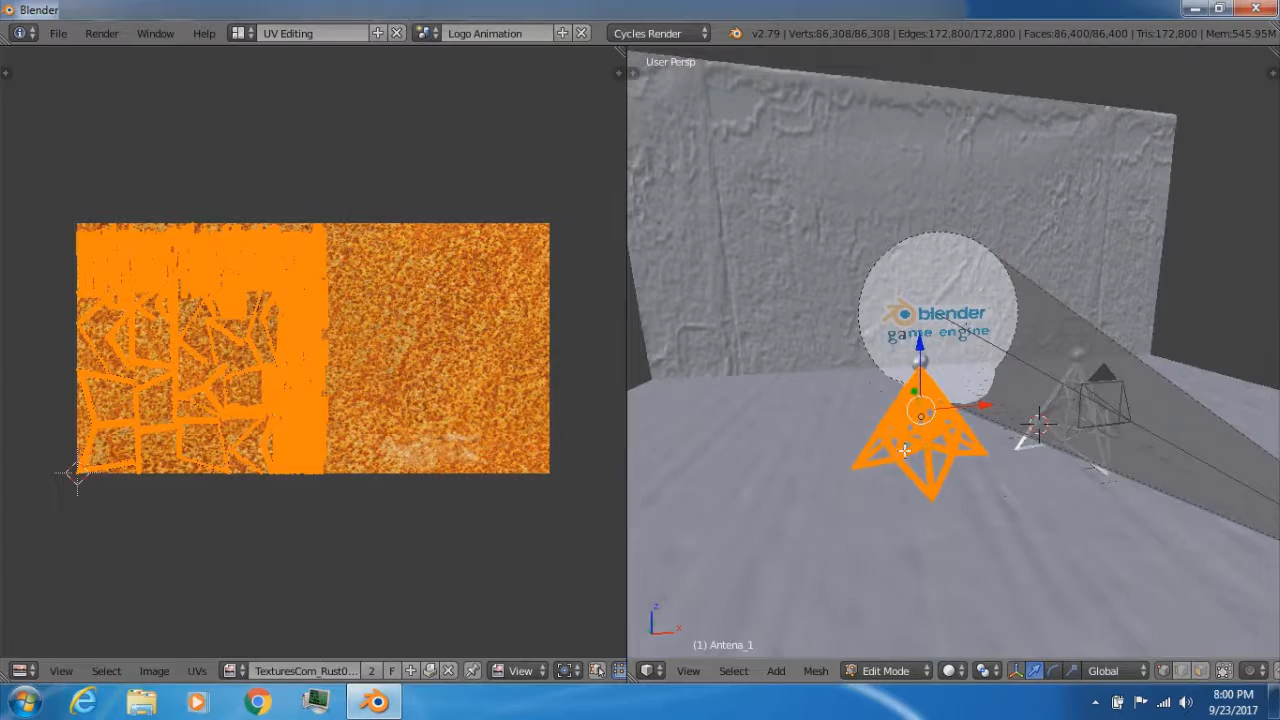 Blender
File Render Window Help UV Editing Logo Animation Cycles Render v2.79 | Verts:86,308/86,308 | Edges:172,800/172,800 | Faces:86,400/86,400 | Tris:172,800 | Mem:545.95M
User Persp
blender
game engine
z
x
(1) Antena_1
View Select Image UVs TexturesCom_Rust0... 2 F View
View Select Add Mesh Edit Mode Global
8:00 PM
9/23/2017